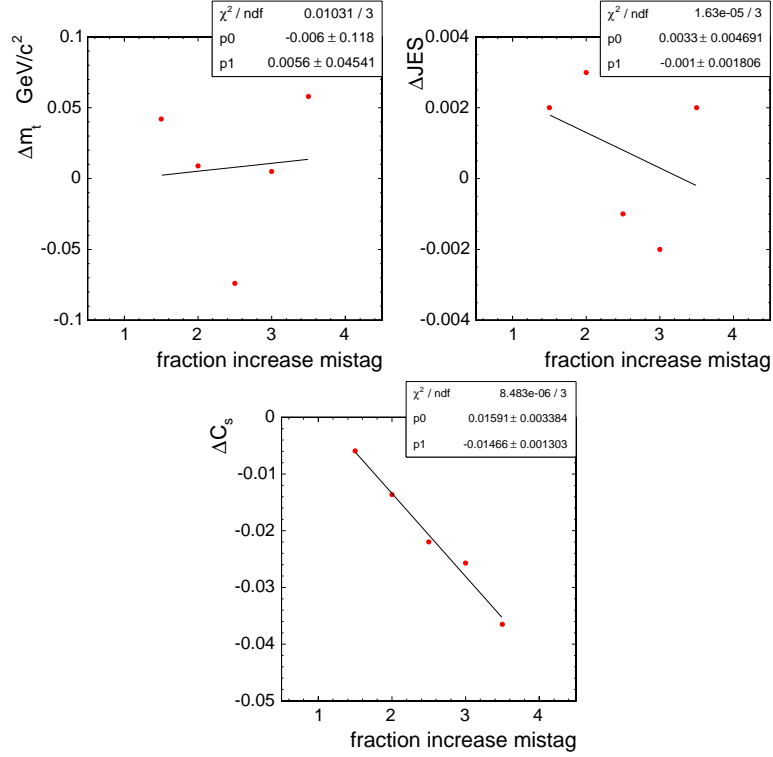 χ² / ndf 0.01031 / 3
p0 -0.006 ± 0.118
p1 0.0056 ± 0.04541
Δm_t GeV/c²
0.1
0.05
0
-0.05
-0.1
1 2 3 4
fraction increase mistag
χ² / ndf 1.63e-05 / 3
p0 0.0033 ± 0.004691
p1 -0.001 ± 0.001806
ΔJES
0.004
0.002
0
-0.002
-0.004
1 2 3 4
fraction increase mistag
χ² / ndf 8.483e-06 / 3
p0 0.01591 ± 0.003384
p1 -0.01466 ± 0.001303
ΔC_s
0
-0.01
-0.02
-0.03
-0.04
-0.05
1 2 3 4
fraction increase mistag